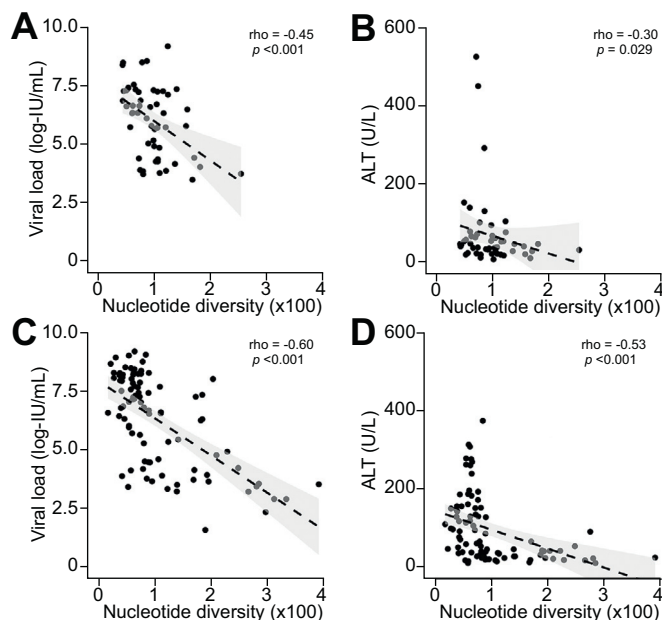 A
rho = -0.45
p <0.001
Viral load (log-IU/mL)
10.0
7.5
5.0
2.5
0
0 1 2 3 4
Nucleotide diversity (x100)
B
rho = -0.30
p = 0.029
ALT (U/L)
600
400
200
0
0 1 2 3 4
Nucleotide diversity (x100)
C
rho = -0.60
p <0.001
Viral load (log-IU/mL)
10.0
7.5
5.0
2.5
0
0 1 2 3 4
Nucleotide diversity (x100)
D
rho = -0.53
p <0.001
ALT (U/L)
600
400
200
0
0 1 2 3 4
Nucleotide diversity (x100)